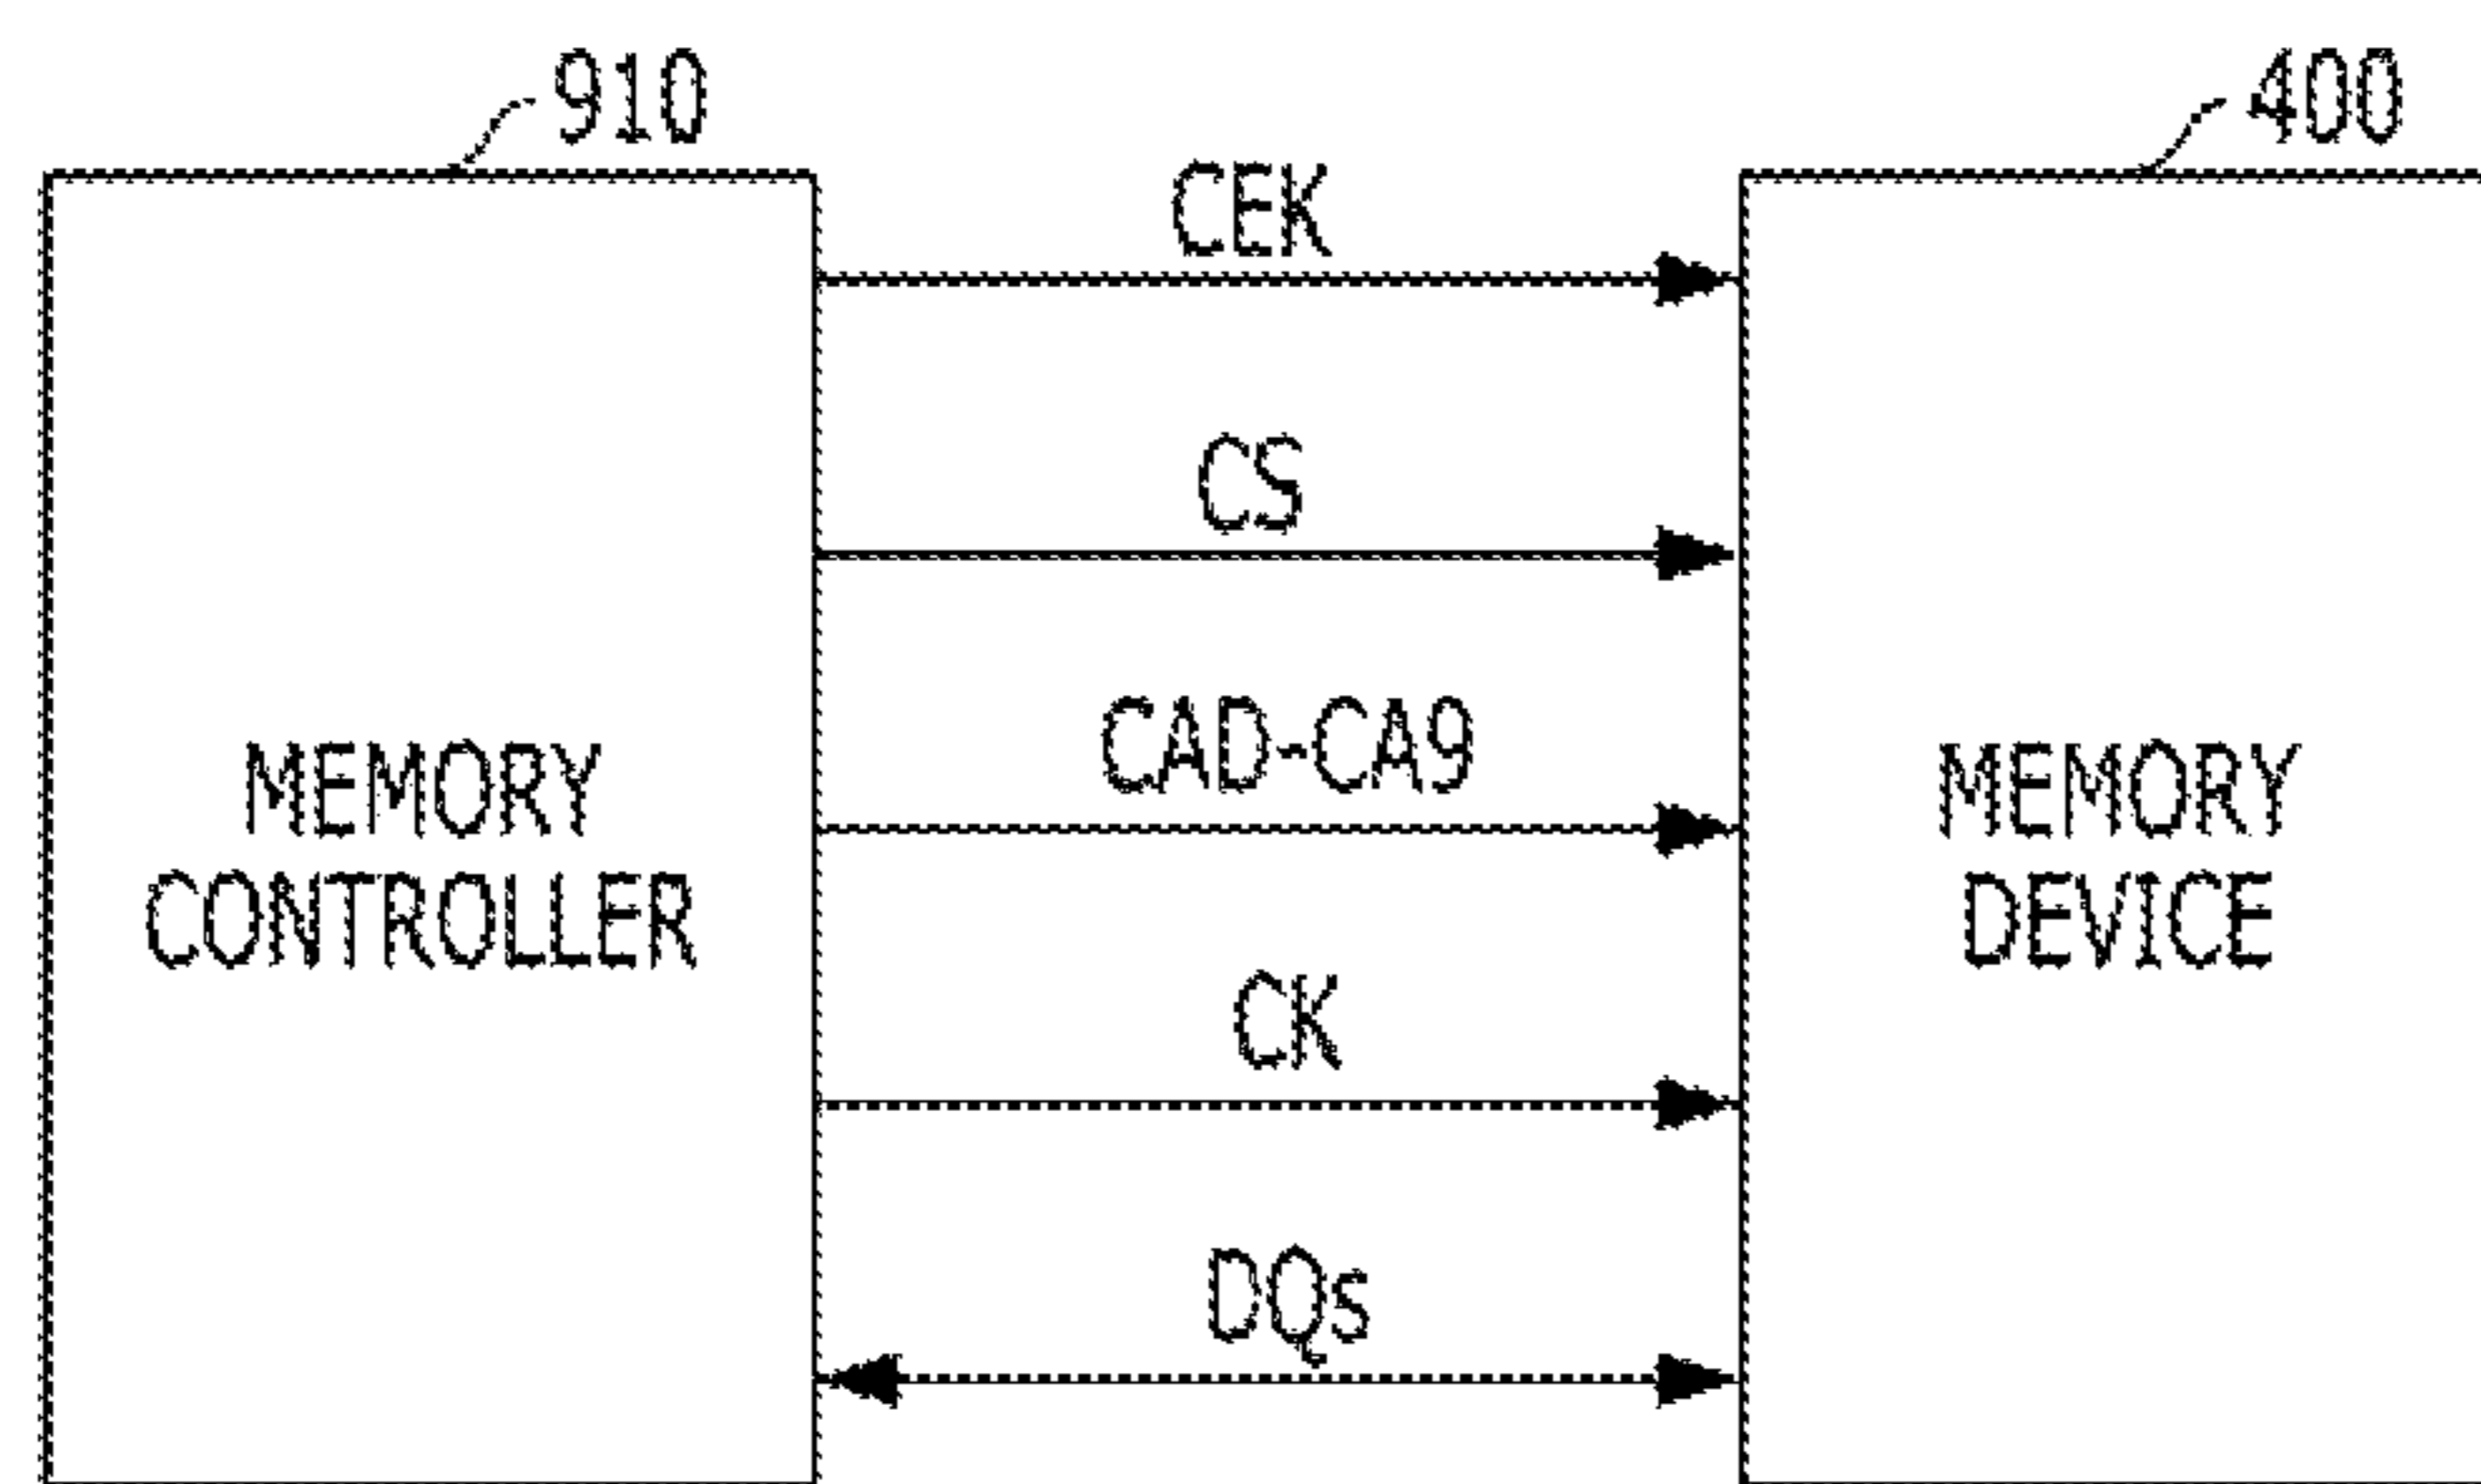 910
400
CEK
CS
CAD-CA9
MEMORY
CONTROLLER
MEMORY
DEVICE
CK
DQs